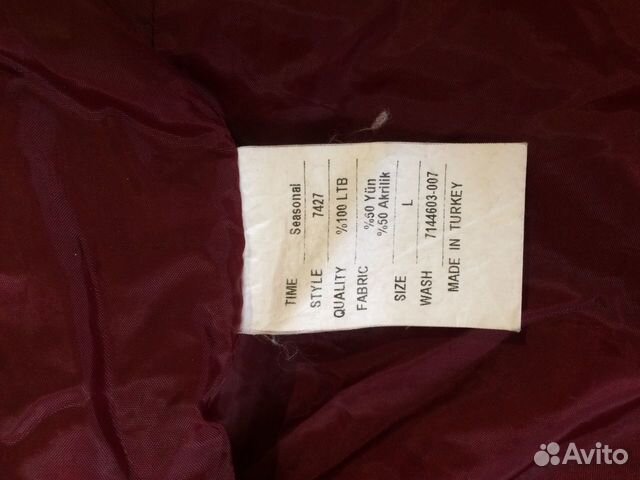 TIME Seasonal
STYLE 7427
QUALITY %100 LTB
FABRIC %50 Yün
%50 Akrilik
SIZE L
WASH 7144603-007
MADE IN TURKEY
Avito